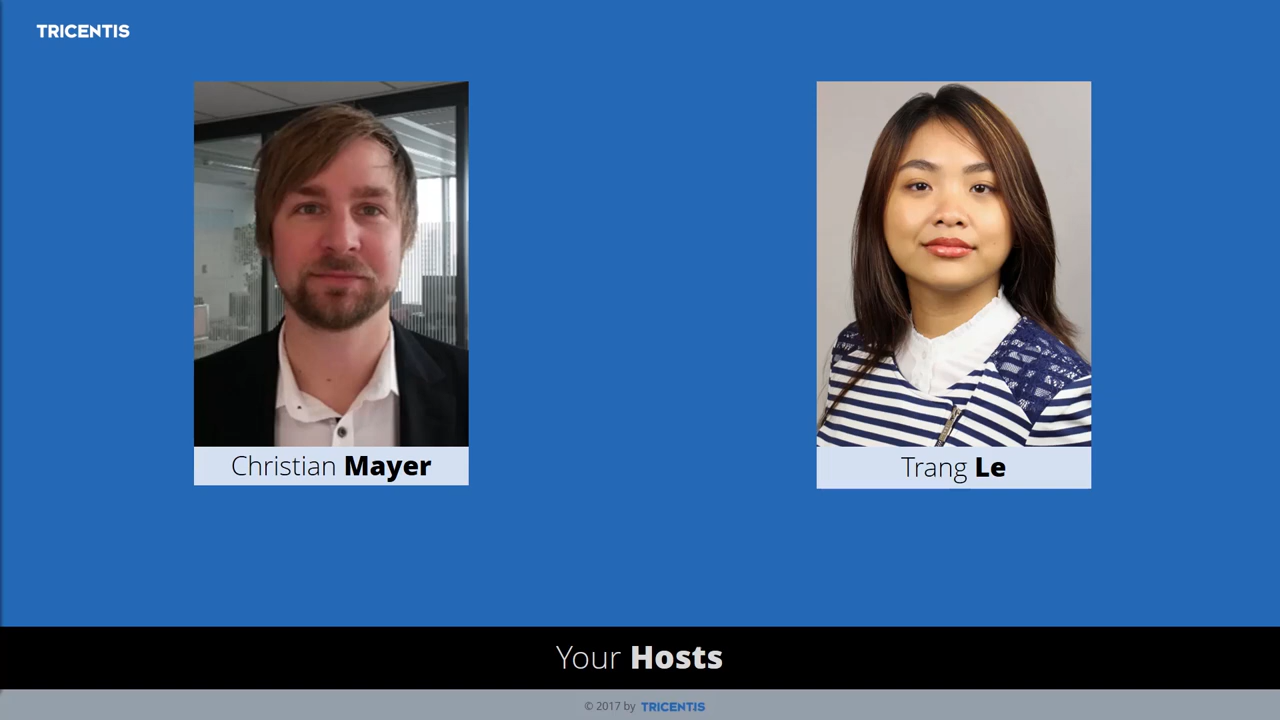 TRICENTIS
Christian Mayer
Trang Le
Your Hosts
© 2017 by TRICENTIS